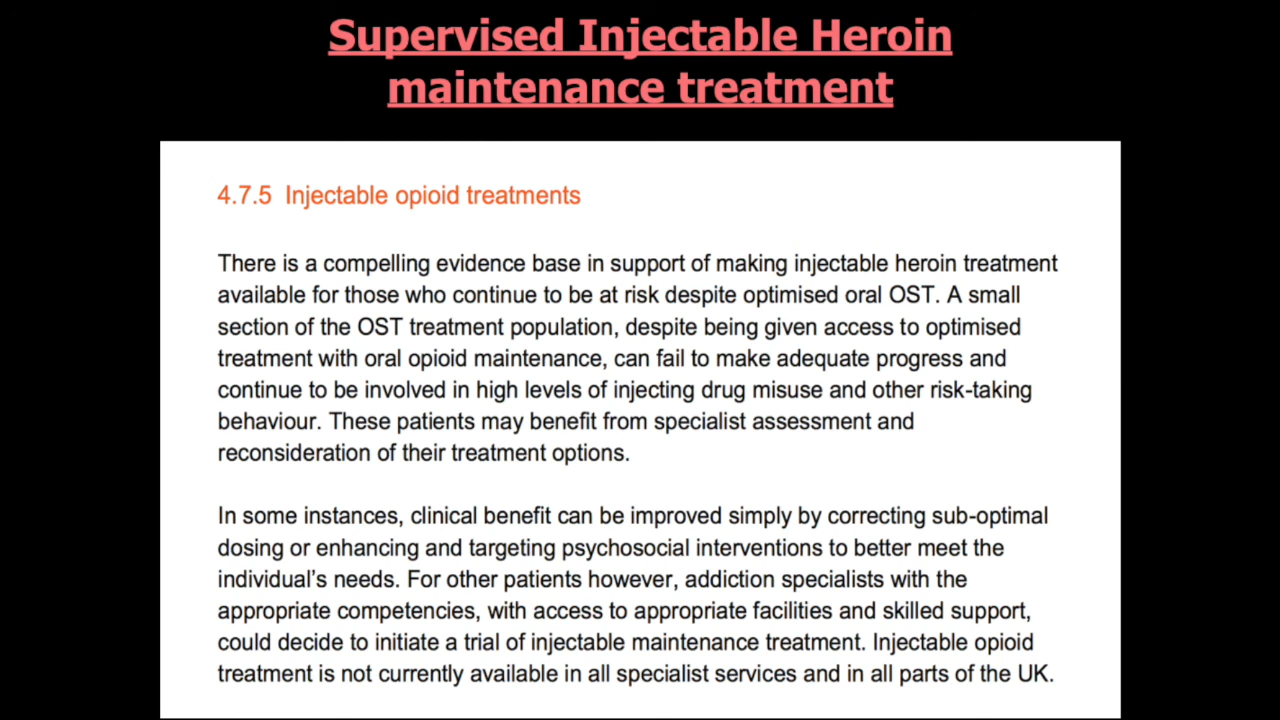 Supervised Injectable Heroin
maintenance treatment
4.7.5 Injectable opioid treatments
There is a compelling evidence base in support of making injectable heroin treatment
available for those who continue to be at risk despite optimised oral OST. A small
section of the OST treatment population, despite being given access to optimised
treatment with oral opioid maintenance, can fail to make adequate progress and
continue to be involved in high levels of injecting drug misuse and other risk-taking
behaviour. These patients may benefit from specialist assessment and
reconsideration of their treatment options.
In some instances, clinical benefit can be improved simply by correcting sub-optimal
dosing or enhancing and targeting psychosocial interventions to better meet the
individual's needs. For other patients however, addiction specialists with the
appropriate competencies, with access to appropriate facilities and skilled support,
could decide to initiate a trial of injectable maintenance treatment. Injectable opioid
treatment is not currently available in all specialist services and in all parts of the UK.